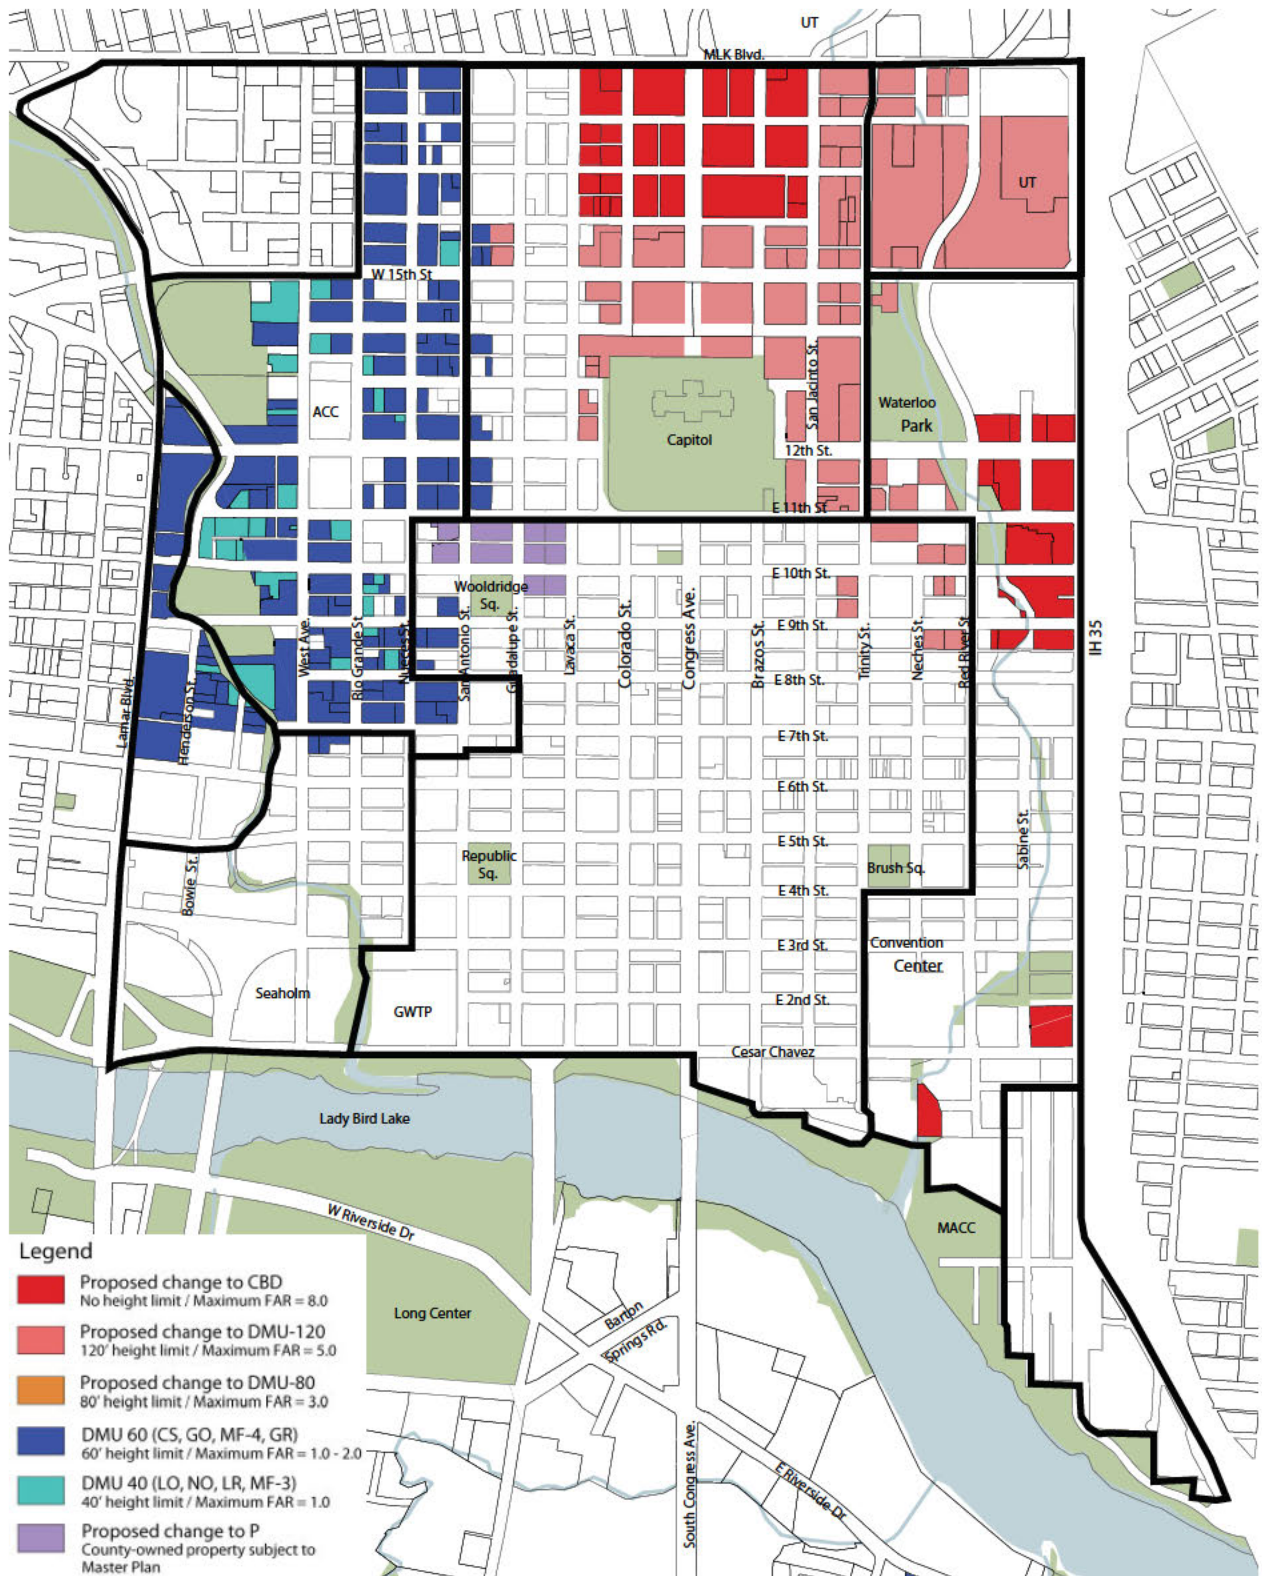 UT
MLK Blvd.
UT
W 15th St
ACC
Capitol
San Jacinto St.
Waterloo
Park
12th St.
E 11th St
Wooldridge
Sq.
E 10th St.
E 9th St.
E 8th St.
E 7th St.
E 6th St.
E 5th St.
E 4th St.
E 3rd St.
E 2nd St.
Cesar Chavez
Lamar Blvd.
Henderson St.
West Ave.
Rio Grande St
Nueces St.
San Antonio St.
Guadalupe St.
Lavaca St.
Colorado St.
Congress Ave.
Brazos St.
Trinity St.
Neches St.
Red River St
IH 35
Sabine St.
Bowie St.
Republic
Sq.
Brush Sq.
Convention
Center
Seaholm
GWTP
Lady Bird Lake
W Riverside Dr
MACC
Long Center
Barton
Springs Rd.
South Congress Ave.
E Riverside Dr
Legend
Proposed change to CBD
No height limit / Maximum FAR = 8.0
Proposed change to DMU-120
120' height limit / Maximum FAR = 5.0
Proposed change to DMU-80
80' height limit / Maximum FAR = 3.0
DMU 60 (CS, GO, MF-4, GR)
60' height limit / Maximum FAR = 1.0 - 2.0
DMU 40 (LO, NO, LR, MF-3)
40' height limit / Maximum FAR = 1.0
Proposed change to P
County-owned property subject to
Master Plan